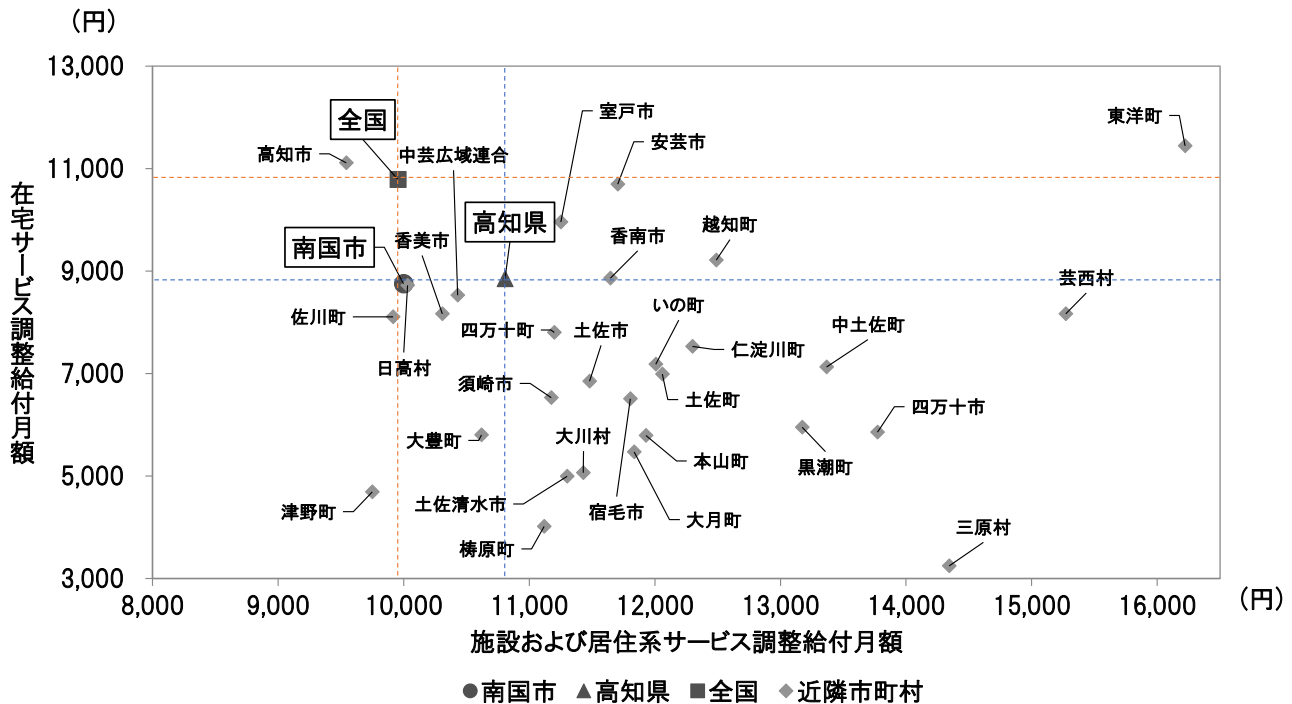 （円）
13,000
11,000
9,000
7,000
5,000
3,000
在宅サービス調整給付月額
室戸市
東洋町
全国
安芸市
高知市
中芸広域連合
高知県
越知町
南国市
香美市
香南市
芸西村
佐川町
いの町
四万十町
土佐市
中土佐町
仁淀川町
日高村
須崎市
土佐町
四万十市
大豊町
大川村
本山町
黒潮町
土佐清水市
津野町
宿毛市
大月町
三原村
梼原町
8,000
9,000
10,000
11,000
12,000
13,000
14,000
15,000
16,000
（円）
施設および居住系サービス調整給付月額
南国市 高知県 全国 近隣市町村